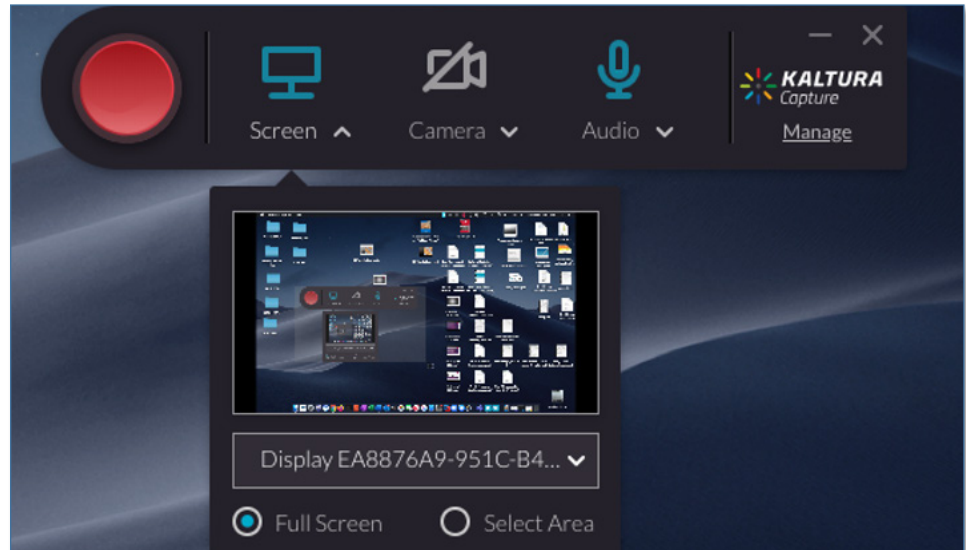 Screen
Camera
Audio
KALTURA
Capture
Manage
Display EA8876A9-951C-B4...
Full Screen
Select Area